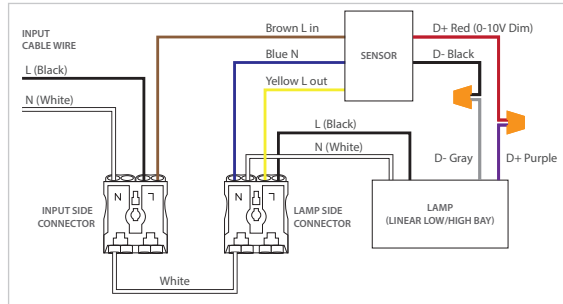 INPUT
CABLE WIRE
L (Black)
N (White)
Brown L in
Blue N
Yellow L out
SENSOR
D+ Red (0-10V Dim)
D- Black
L (Black)
N (White)
D- Gray
D+ Purple
N
L
N
L
INPUT SIDE
CONNECTOR
LAMP SIDE
CONNECTOR
LAMP
(LINEAR LOW/HIGH BAY)
White